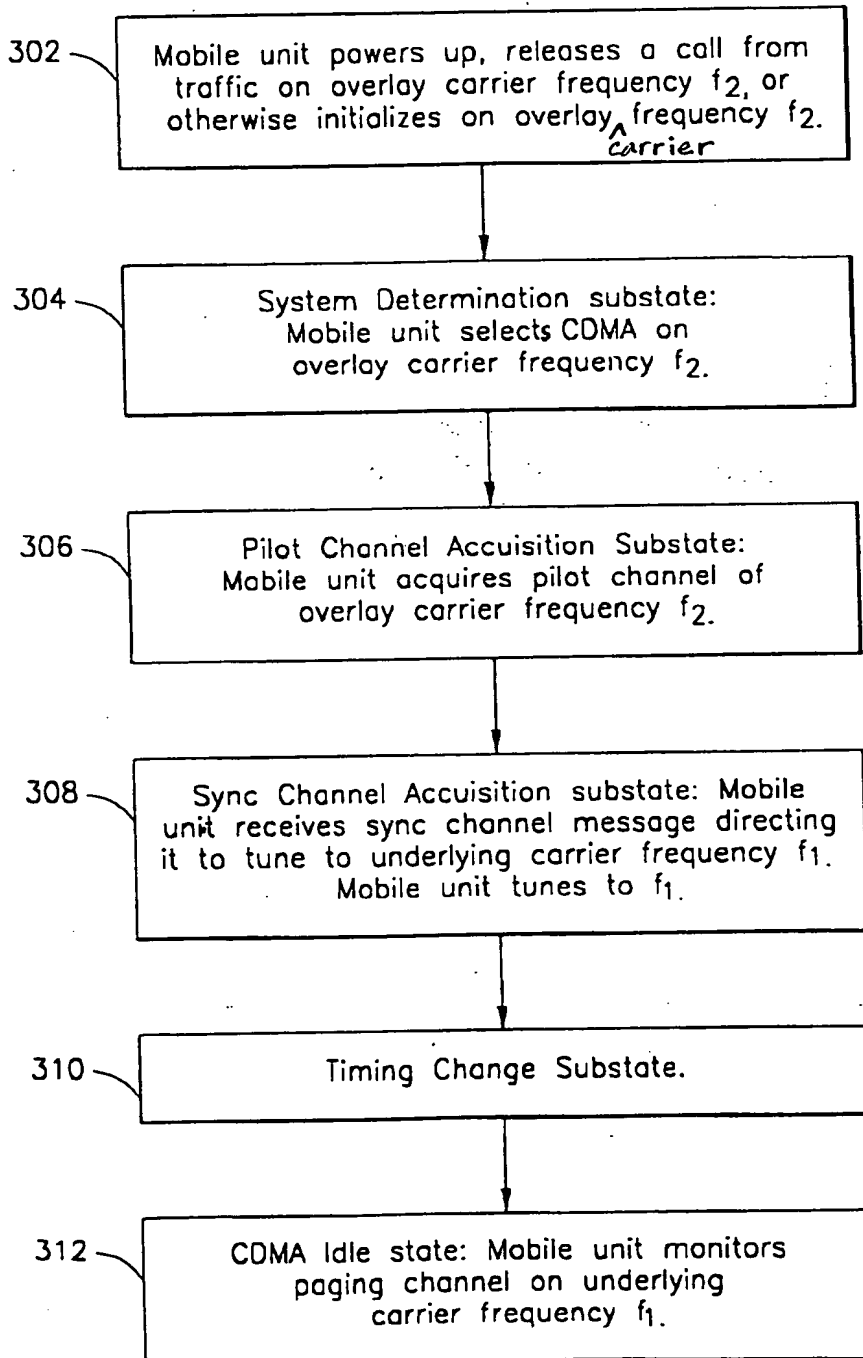 302
Mobile unit powers up, releases a call from
traffic on overlay carrier frequency f2, or
otherwise initializes on overlay ^ frequency f2.
carrier
304
System Determination substate:
Mobile unit selects CDMA on
overlay carrier frequency f2.
306
Pilot Channel Accuisition Substate:
Mobile unit acquires pilot channel of
overlay carrier frequency f2.
308
Sync Channel Accuisition substate: Mobile
unit receives sync channel message directing
it to tune to underlying carrier frequency f1.
Mobile unit tunes to f1.
310
Timing Change Substate.
312
CDMA Idle state: Mobile unit monitors
paging channel on underlying
carrier frequency f1.